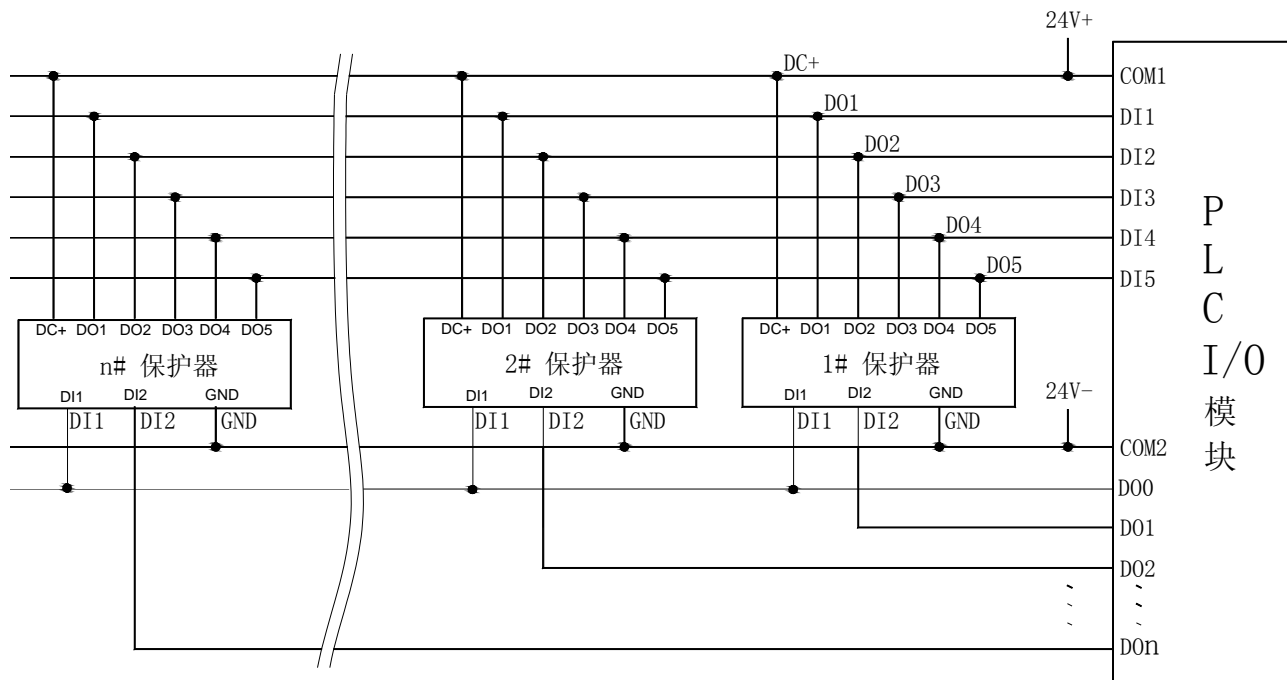 24V+
DC+
COM1
DO1
DI1
DO2
DI2
DO3
DI3
DO4
DI4
DO5
DI5
DC+ DO1 DO2 DO3 DO4 DO5
n# 保护器
DI1 DI2 GND
DI1 DI2 GND
DC+ DO1 DO2 DO3 DO4 DO5
2# 保护器
DI1 DI2 GND
DI1 DI2 GND
DC+ DO1 DO2 DO3 DO4 DO5
1# 保护器
DI1 DI2 GND
DI1 DI2 GND
24V-
COM2
DO0
DO1
DO2
DOn
P
L
C
I/O
模
块